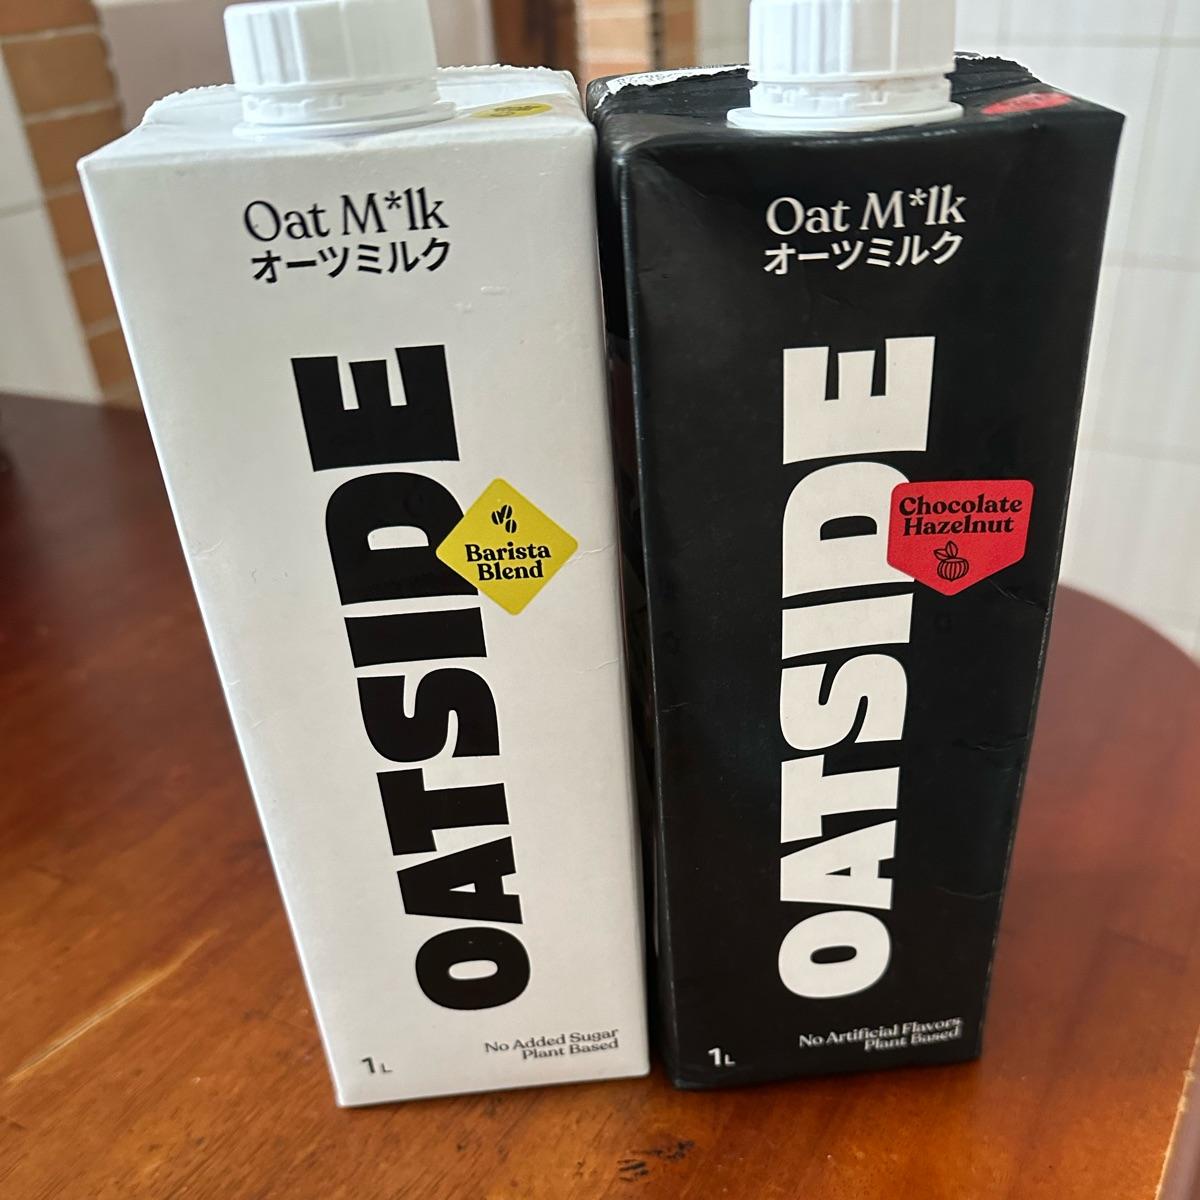 Oat M*lk
オーツミルク
OATSIDE
Barista
Blend
No Added Sugar
Plant Based
1L
Oat M*lk
オーツミルク
OATSIDE
Chocolate
Hazelnut
No Artificial Flavors
Plant Based
1L